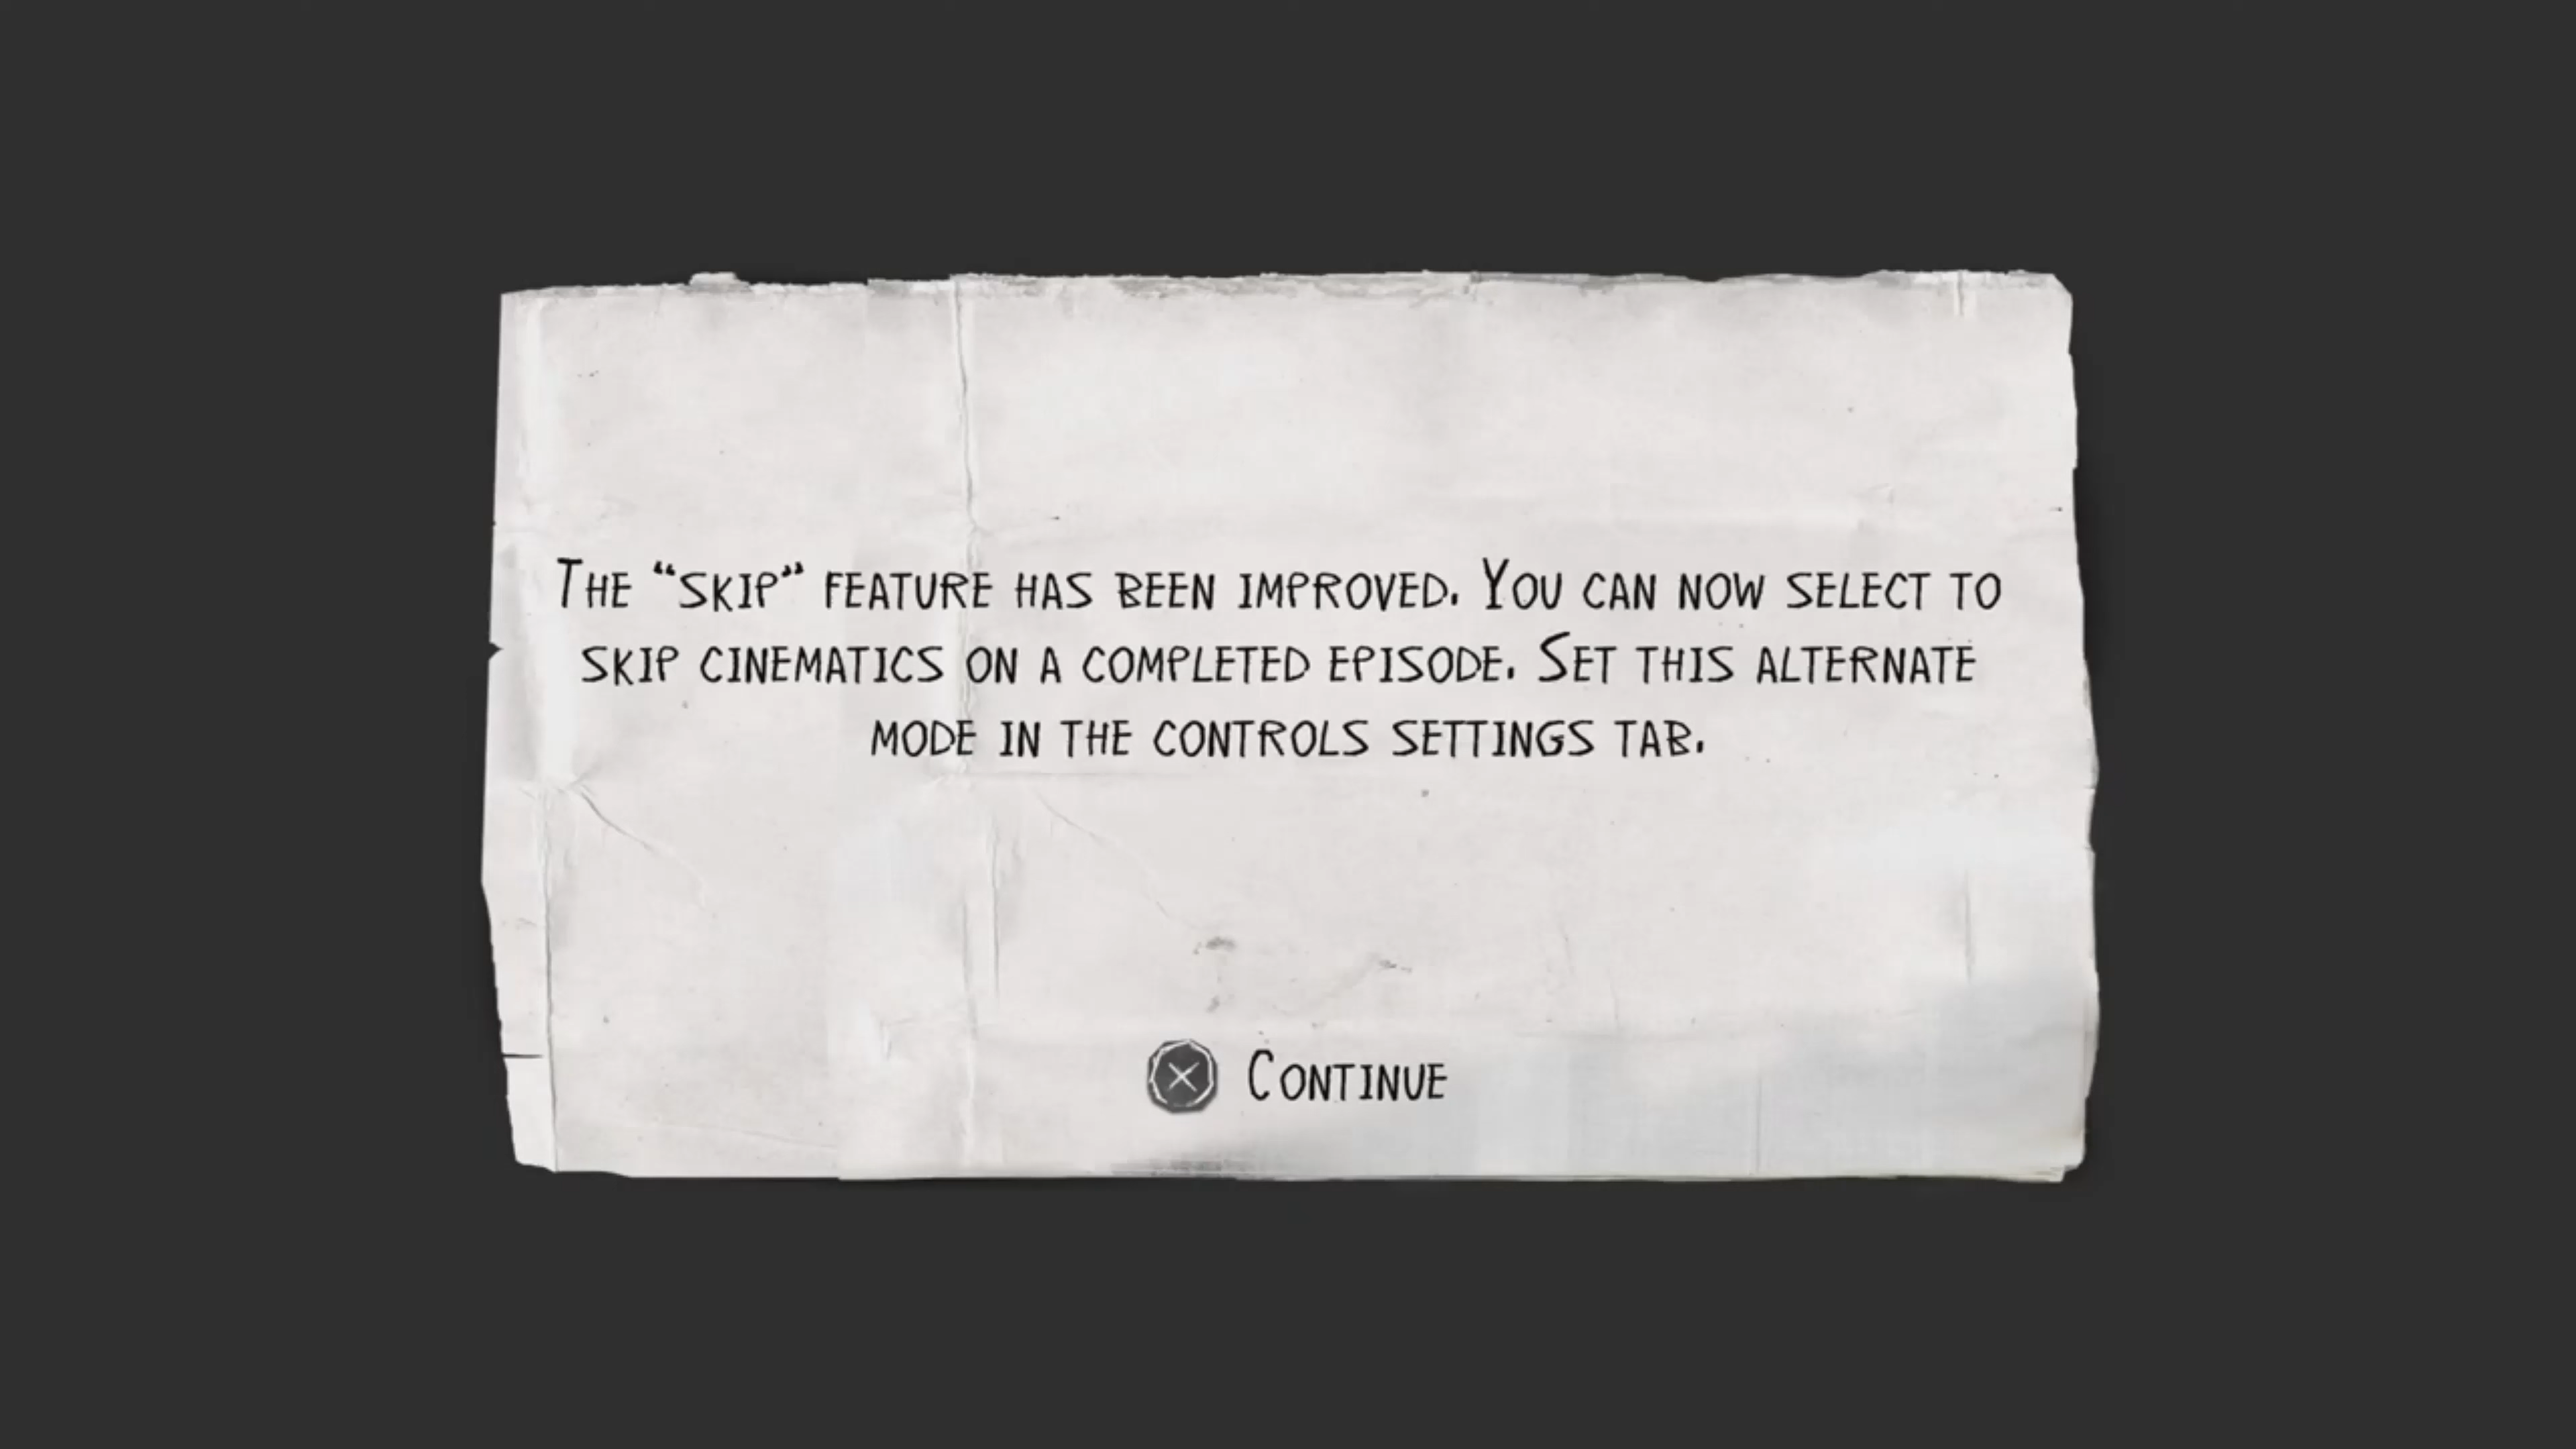 The “skip” feature has been improved. You can now select to
skip cinematics on a completed episode. Set this alternate
mode in the controls settings tab.
Continue